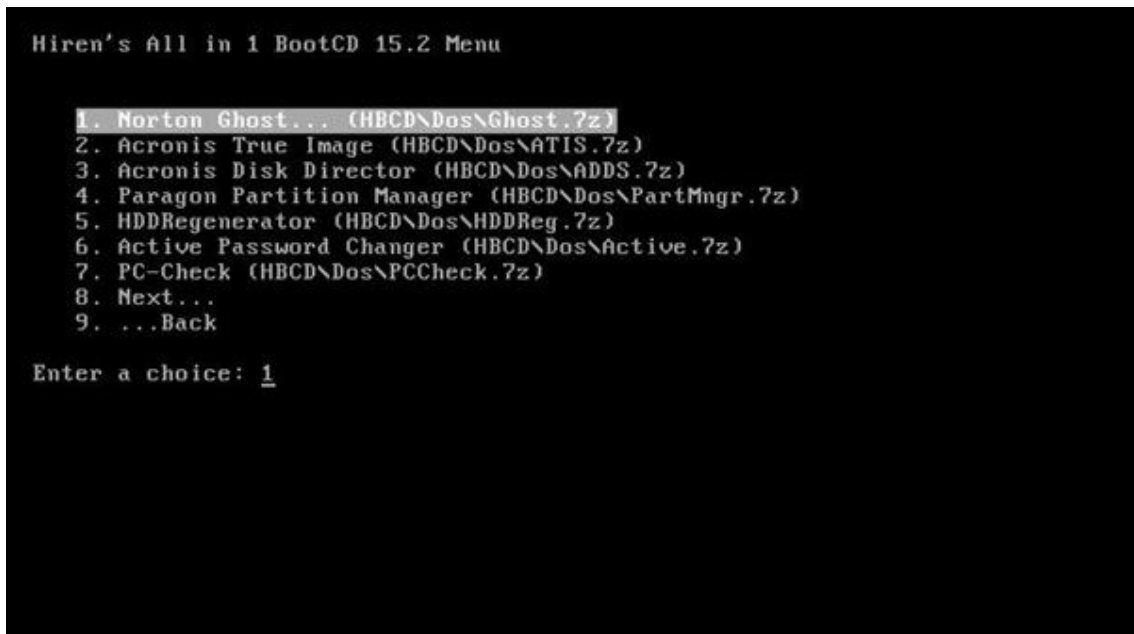 Hiren's All in 1 BootCD 15.2 Menu
1. Norton Ghost... (HBCD\Dos\Ghost.7z)
2. Acronis True Image (HBCD\Dos\ATIS.7z)
3. Acronis Disk Director (HBCD\Dos\ADDS.7z)
4. Paragon Partition Manager (HBCD\Dos\PartMngr.7z)
5. HDDRegenerator (HBCD\Dos\HDDReg.7z)
6. Active Password Changer (HBCD\Dos\Active.7z)
7. PC-Check (HBCD\Dos\PCCheck.7z)
8. Next...
9. ...Back
Enter a choice: 1